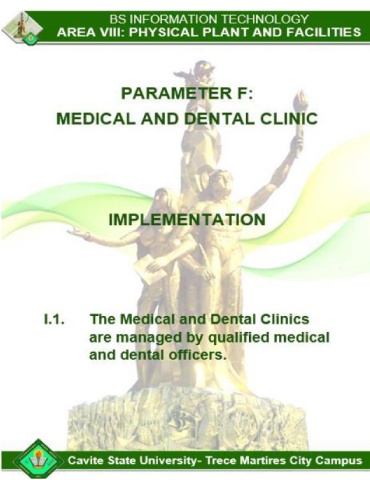 BS INFORMATION TECHNOLOGY
AREA VIII: PHYSICAL PLANT AND FACILITIES
PARAMETER F:
MEDICAL AND DENTAL CLINIC
IMPLEMENTATION
I.1. The Medical and Dental Clinics
are managed by qualified medical
and dental officers.
Cavite State University- Trece Martires City Campus